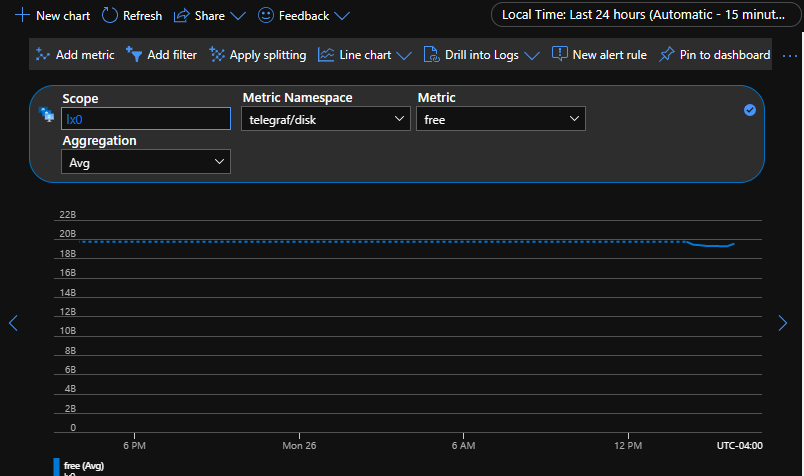 New chart Refresh Share Feedback Local Time: Last 24 hours (Automatic - 15 minut...
Add metric Add filter Apply splitting Line chart Drill into Logs New alert rule Pin to dashboard ...
Scope Metric Namespace Metric
lx0 telegraf/disk free
Aggregation
Avg
22B
20B
18B
16B
14B
12B
10B
8B
6B
4B
2B
0
6 PM Mon 26 6 AM 12 PM UTC-04:00
free (Avg)
lx0